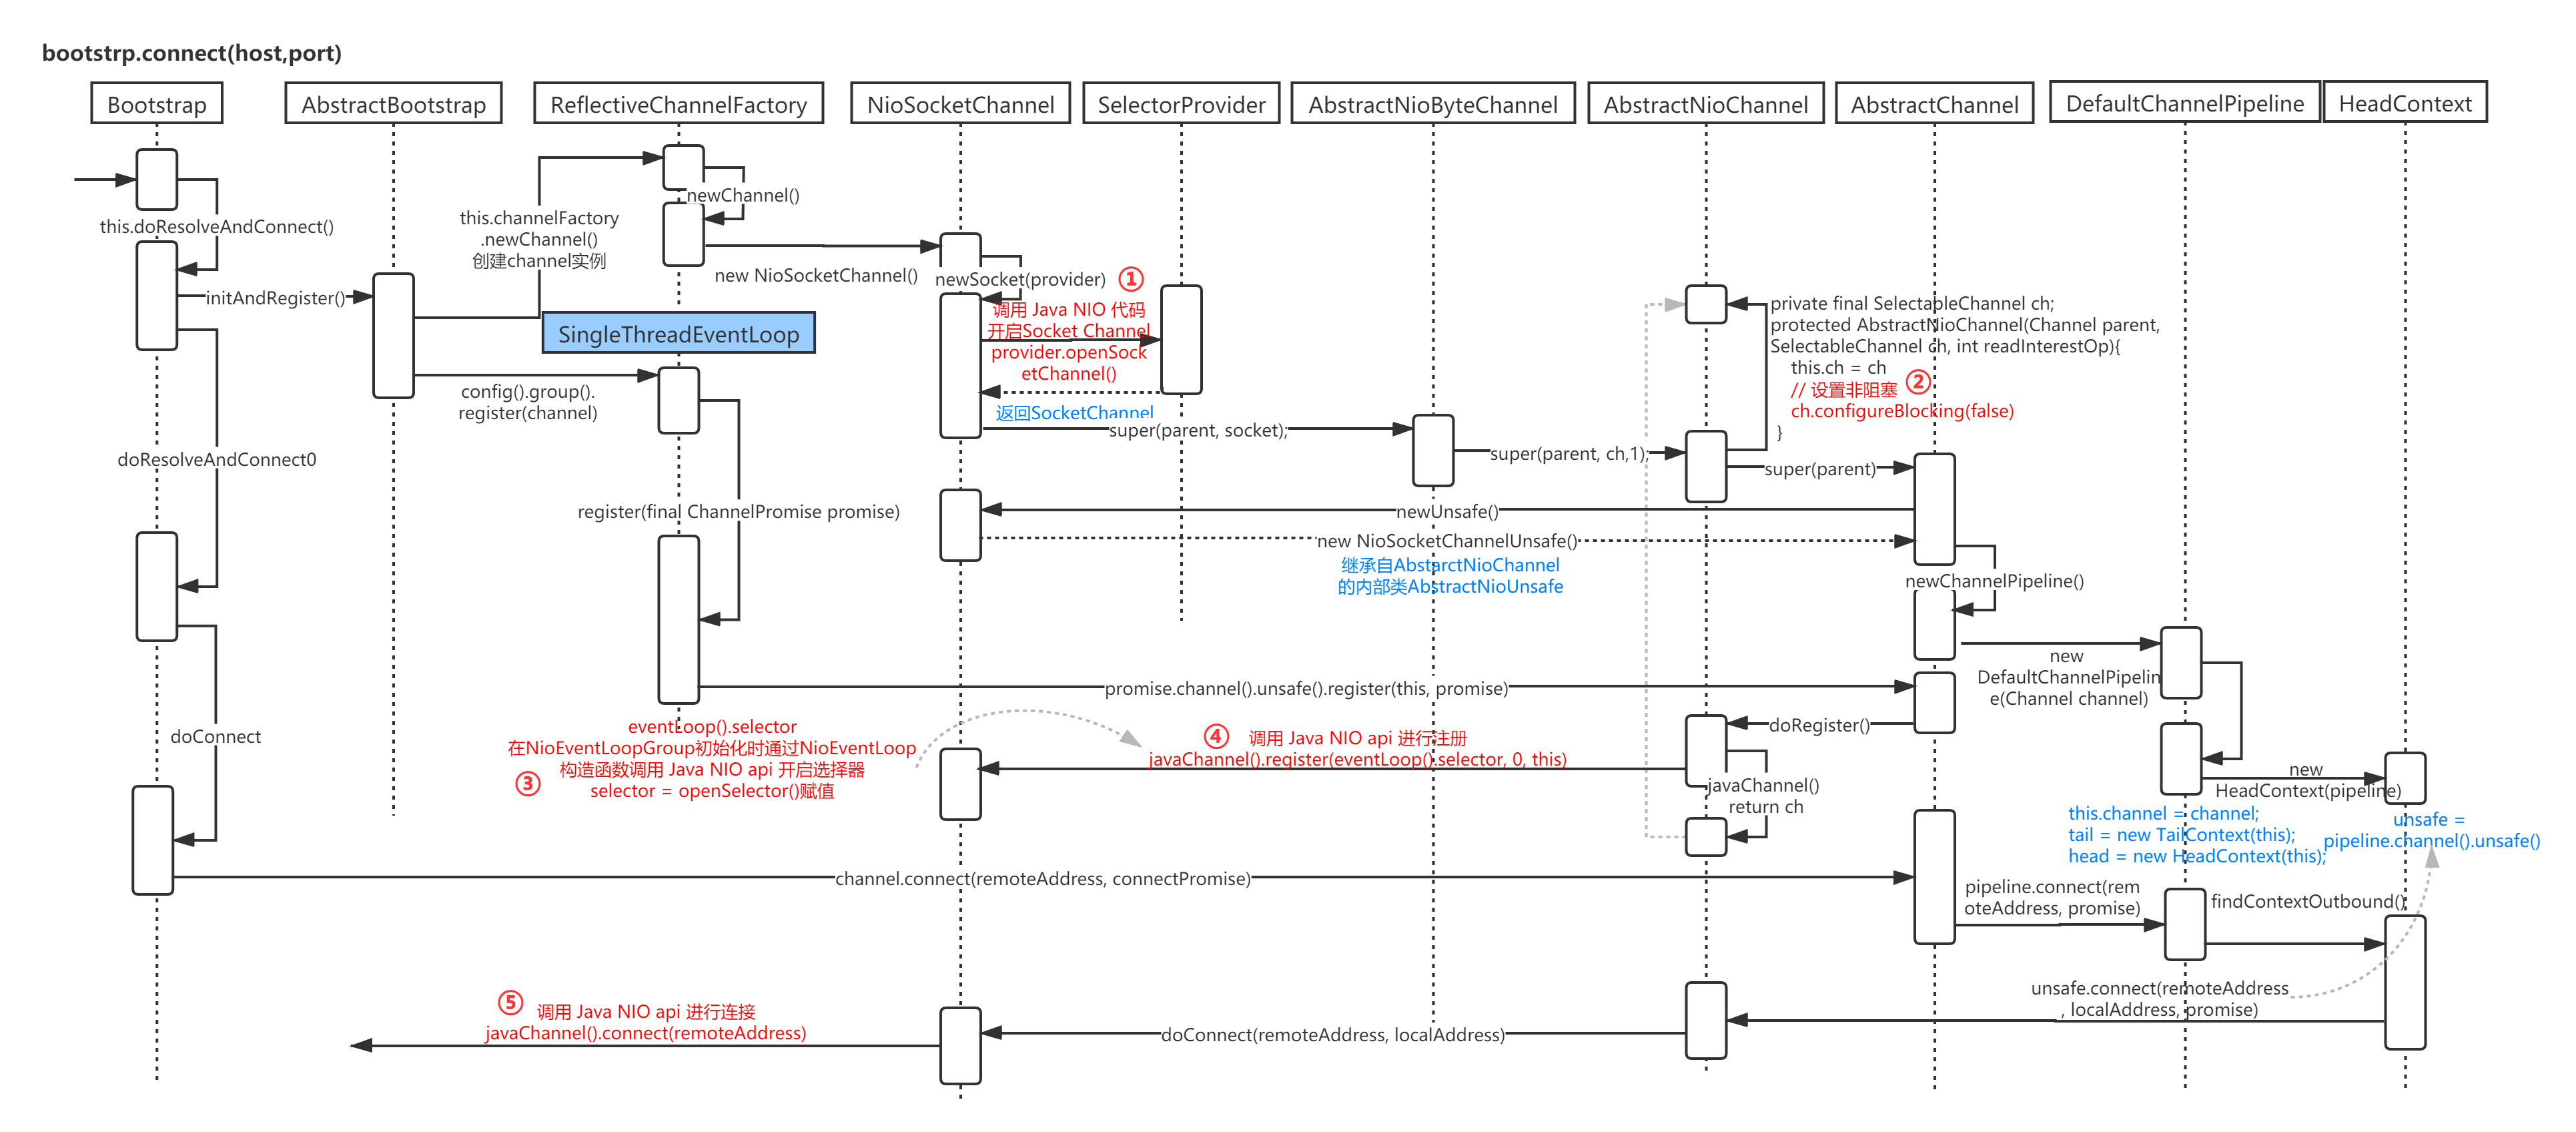 bootstrp.connect(host,port)
Bootstrap
AbstractBootstrap
ReflectiveChannelFactory
NioSocketChannel
SelectorProvider
AbstractNioByteChannel
AbstractNioChannel
AbstractChannel
DefaultChannelPipeline
HeadContext
this.doResolveAndConnect()
initAndRegister()
this.channelFactory
.newChannel()
创建channel实例
newChannel()
new NioSocketChannel()
newSocket(provider)
①
调用 Java NIO 代码
开启Socket Channel
provider.openSock
etChannel()
返回SocketChannel
SingleThreadEventLoop
config().group().
register(channel)
super(parent, socket);
super(parent, ch,1);
private final SelectableChannel ch;
protected AbstractNioChannel(Channel parent,
SelectableChannel ch, int readInterestOp){
this.ch = ch
// 设置非阻塞
②
ch.configureBlocking(false)
}
super(parent)
doResolveAndConnect0
register(final ChannelPromise promise)
newUnsafe()
new NioSocketChannelUnsafe()
继承自AbstarctNioChannel
的内部类AbstractNioUnsafe
newChannelPipeline()
new
DefaultChannelPipelin
e(Channel channel)
promise.channel().unsafe().register(this, promise)
doRegister()
doConnect
eventLoop().selector
在NioEventLoopGroup初始化时通过NioEventLoop
③
构造函数调用 Java NIO api 开启选择器
selector = openSelector()赋值
④
调用 Java NIO api 进行注册
javaChannel().register(eventLoop().selector, 0, this)
javaChannel()
return ch
new
HeadContext(pipeline)
this.channel = channel;
tail = new TailContext(this);
head = new HeadContext(this);
unsafe =
pipeline.channel().unsafe()
channel.connect(remoteAddress, connectPromise)
pipeline.connect(rem
oteAddress, promise)
findContextOutbound()
unsafe.connect(remoteAddress
, localAddress, promise)
doConnect(remoteAddress, localAddress)
⑤
调用 Java NIO api 进行连接
javaChannel().connect(remoteAddress)